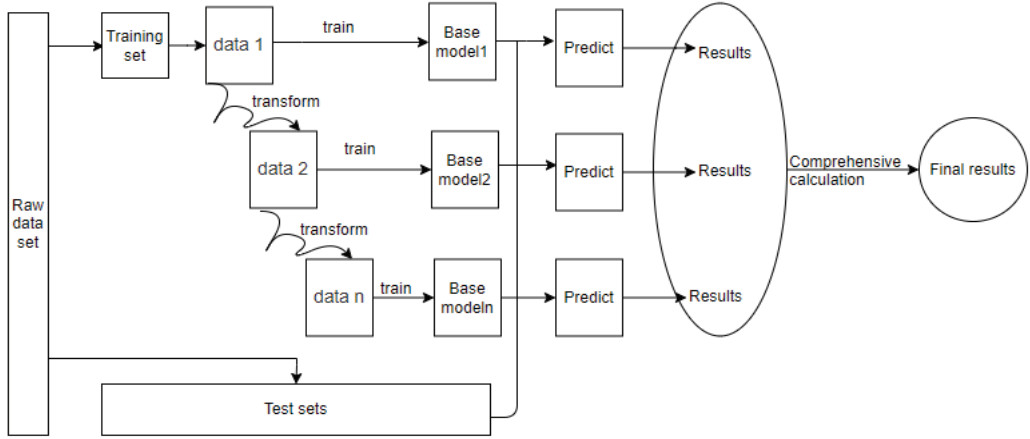 Training
set
data 1
train
Base
model1
Predict
Results
transform
data 2
train
Base
model2
Predict
Results
Comprehensive
calculation
Final results
Raw
data
set
transform
data n
train
Base
modeln
Predict
Results
Test sets